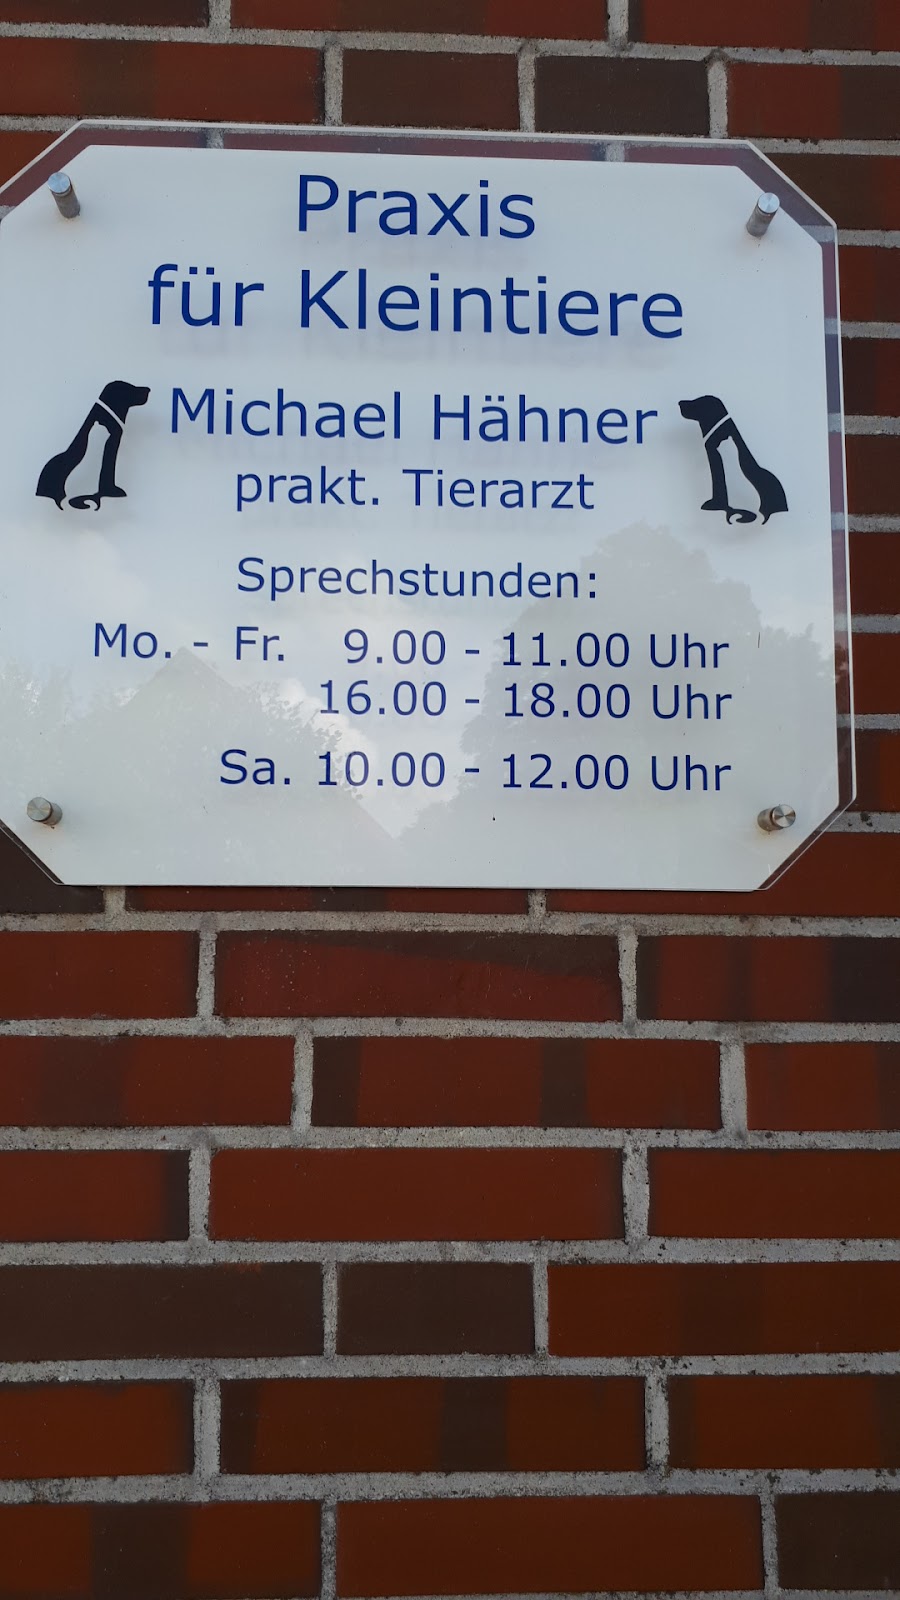 Praxis
für Kleintiere
Michael Hähner
prakt. Tierarzt
Sprechstunden:
Mo. - Fr. 9.00 - 11.00 Uhr
16.00 - 18.00 Uhr
Sa. 10.00 - 12.00 Uhr